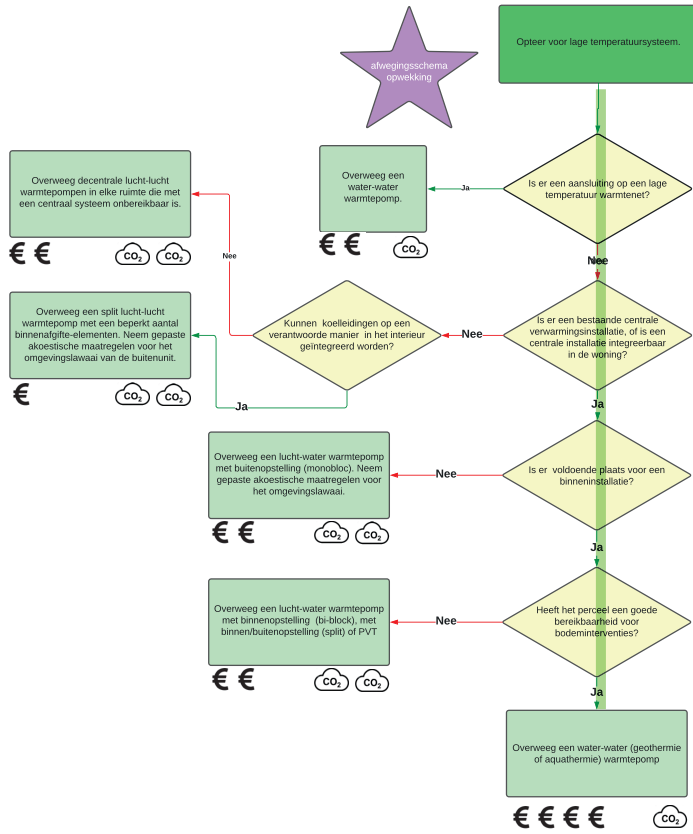 Opteer voor lage temperatuursysteem.
afwegingsschema
opwekking
Overweeg decentrale lucht-lucht
warmtepompen in elke ruimte die met
een centraal systeem onbereikbaar is.
€ €
CO2 CO2
Overweeg een
water-water
warmtepomp.
€ €
CO2
Ja
Is er een aansluiting op een lage
temperatuur warmtenet?
Nee
Nee
Overweeg een split lucht-lucht
warmtepomp met een beperkt aantal
binnenafgifte-elementen. Neem gepaste
akoestische maatregelen voor het
omgevingslawaai van de buitenunit.
€
CO2 CO2
Ja
Kunnen koelleidingen op een
verantwoorde manier in het interieur
geïntegreerd worden?
Nee
Is er een bestaande centrale
verwarmingsinstallatie, of is een
centrale installatie integreerbaar
in de woning?
Ja
Overweeg een lucht-water warmtepomp
met buitenopstelling (monobloc). Neem
gepaste akoestische maatregelen voor
het omgevingslawaai.
€ €
CO2 CO2
Nee
Is er voldoende plaats voor een
binneninstallatie?
Ja
Overweeg een lucht-water warmtepomp
met binnenopstelling (bi-block), met
binnen/buitenopstelling (split) of PVT
€ €
CO2 CO2
Nee
Heeft het perceel een goede
bereikbaarheid voor
bodeminterventies?
Ja
Overweeg een water-water (geothermie
of aquathermie) warmtepomp
€ € € €
CO2